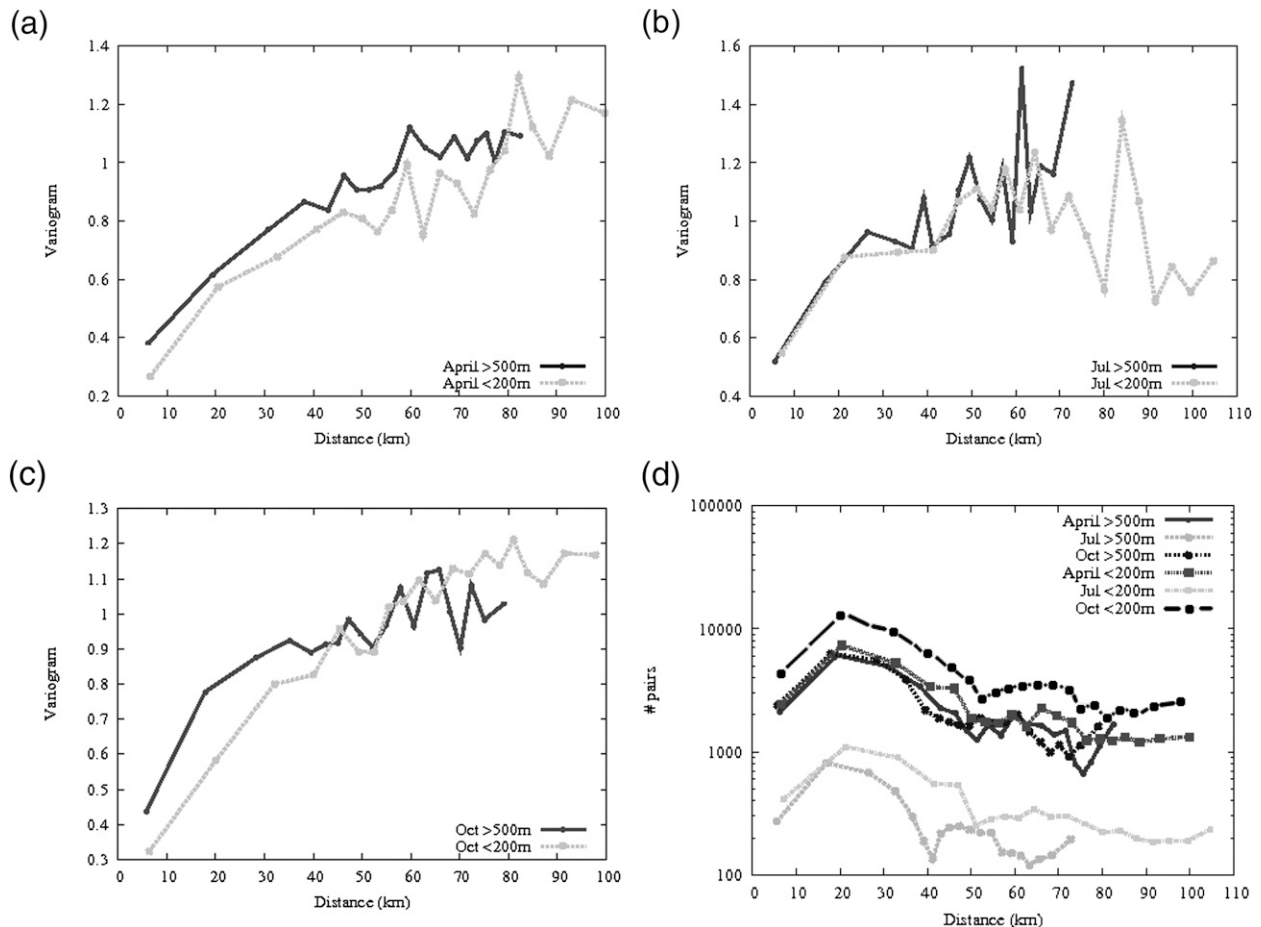 (a)
1.4
1.2
1
0.8
0.6
0.4
0.2
Variogram
April >500m
April <200m
0 10 20 30 40 50 60 70 80 90 100
Distance (km)
(b)
1.6
1.4
1.2
1
0.8
0.6
0.4
Variogram
Jul >500m
Jul <200m
0 10 20 30 40 50 60 70 80 90 100 110
Distance (km)
(c)
1.3
1.2
1.1
1
0.9
0.8
0.7
0.6
0.5
0.4
0.3
Variogram
Oct >500m
Oct <200m
0 10 20 30 40 50 60 70 80 90 100
Distance (km)
(d)
100000
10000
1000
100
# pairs
April >500m
Jul >500m
Oct >500m
April <200m
Jul <200m
Oct <200m
0 10 20 30 40 50 60 70 80 90 100 110
Distance (km)